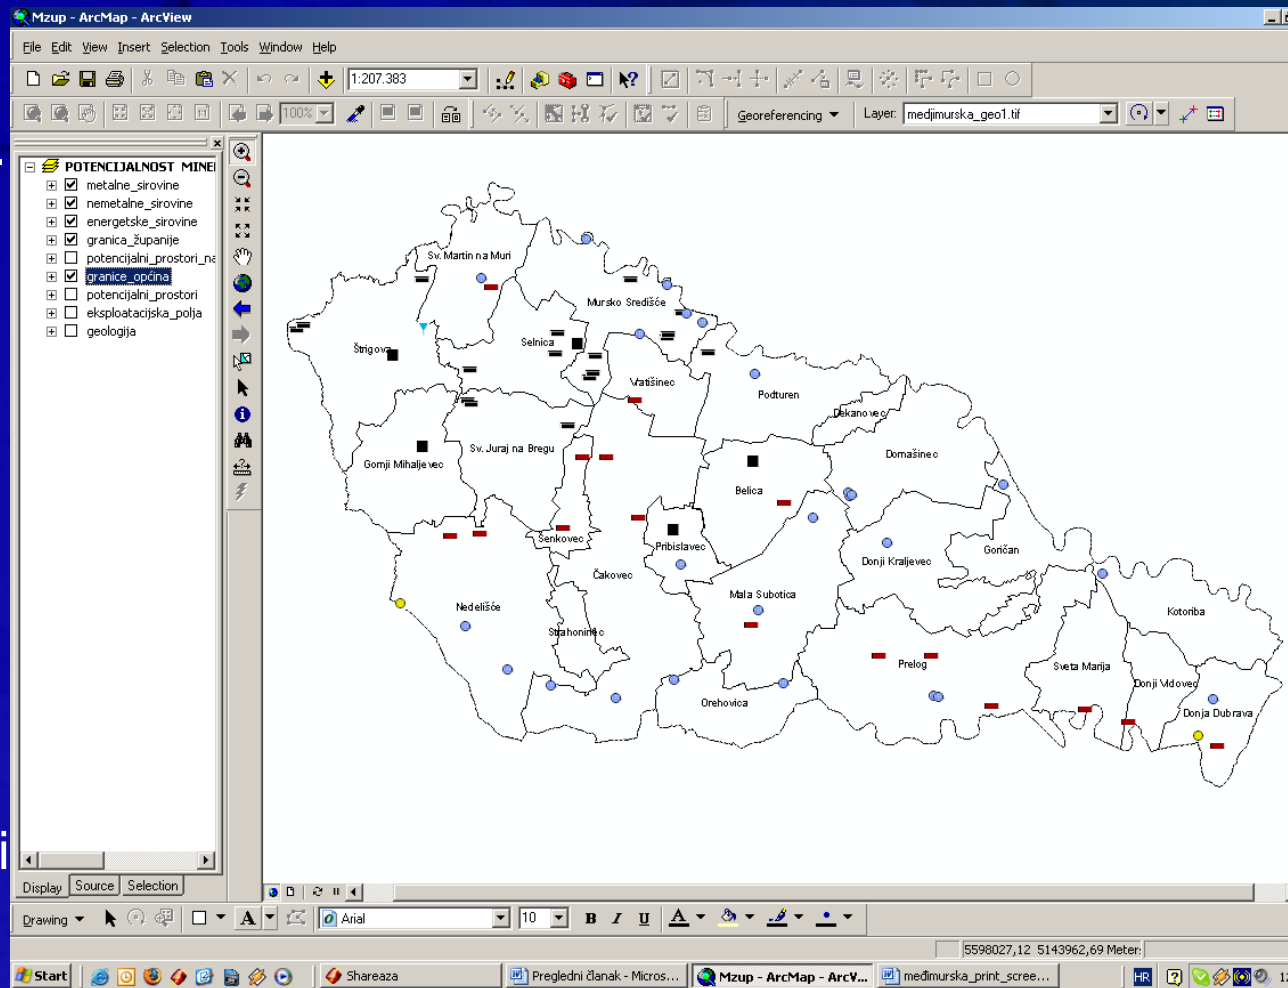 Mzup - ArcMap - ArcView
File Edit View Insert Selection Tools Window Help
1:207.383
100%
Georeferencing
Layer: medjimurska_geo1.tif
POTENCIJALNOST MINE
metalne_sirovine
nemetalne_sirovine
energetske_sirovine
granica_županije
potencijalni_prostori_na
granice_općina
potencijalni_prostori
eksploatacijska_polja
geologija
Sv. Martin na Muri
Mursko Središće
Štrigova
Selnica
Vratišinec
Podturen
Dekanovec
Gornji Mihaljevec
Sv. Juraj na Bregu
Domašinec
Belica
Šenkovec
Pribislavec
Goričan
Donji Kraljevec
Čakovec
Nedelišće
Mala Subotica
Kotoriba
Strahoninec
Prelog
Sveta Marija
Donji Vidovec
Orehovica
Donja Dubrava
i
Display Source Selection
Drawing
A
Arial
10
B I U A
5598027,12 5143962,69 Meter:
Start
Shareaza
Pregledni članak - Micros...
Mzup - ArcMap - ArcV...
međimurska_print_scree...
HR